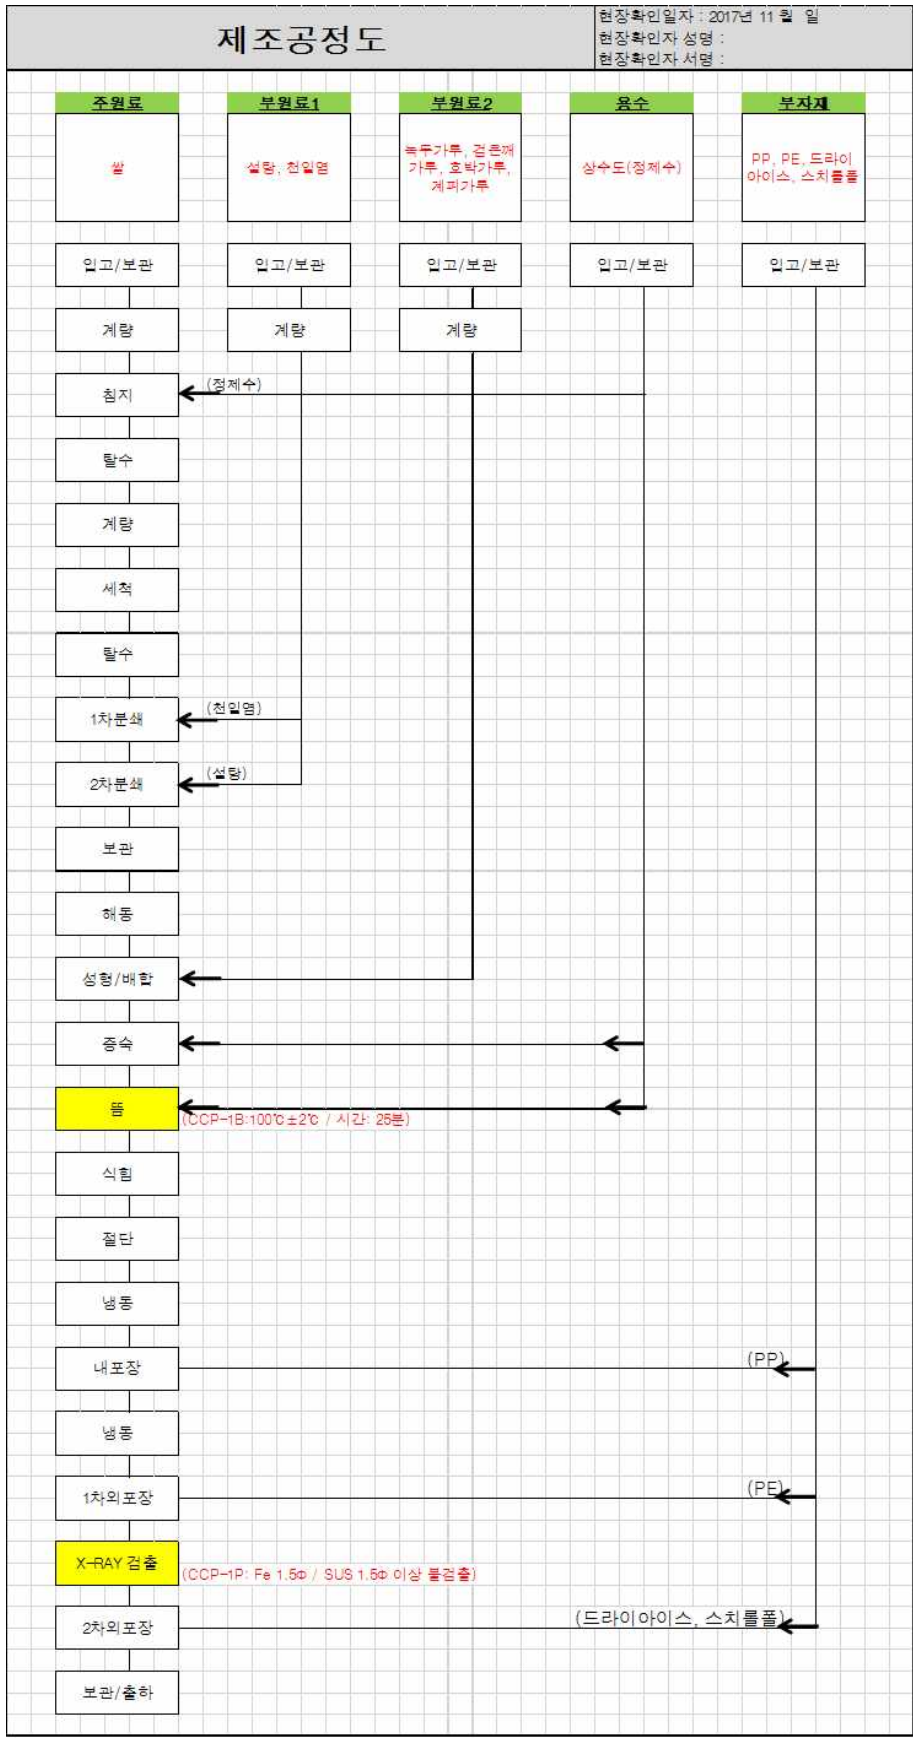 제조공정도
현장확인일자 : 2017년 11 월 일
현장확인자 성명 :
현장확인자 서명 :
주원료
부원료1
부원료2
용수
부자재
쌀
설탕, 천일염
녹두가루, 검은깨
가루, 호박가루,
계피가루
상수도(정제수)
PP, PE, 드라이
아이스, 스치롤폴
입고/보관
입고/보관
입고/보관
입고/보관
입고/보관
계량
계량
계량
침지
(정제수)
탈수
계량
세척
탈수
1차분쇄
(천일염)
2차분쇄
(설탕)
보관
해동
성형/배합
증숙
뜸
(CCP-1B:100℃±2℃ / 시간: 25분)
식힘
절단
냉동
내포장
(PP)
냉동
1차외포장
(PE)
X-RAY 검출
(CCP-1P: Fe 1.5Φ / SUS 1.5Φ 이상 불검출)
2차외포장
(드라이아이스, 스치롤폴)
보관/출하